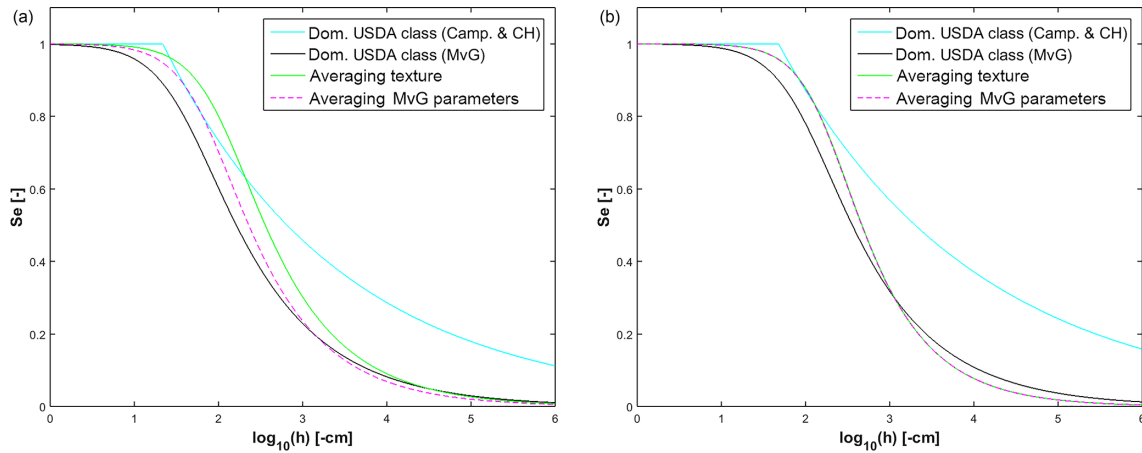 (a)
Dom. USDA class (Camp. & CH)
Dom. USDA class (MvG)
Averaging texture
Averaging MvG parameters
1
0.8
0.6
0.4
0.2
0
Se [-]
0 1 2 3 4 5 6
log10(h) [-cm]
(b)
Dom. USDA class (Camp. & CH)
Dom. USDA class (MvG)
Averaging texture
Averaging MvG parameters
1
0.8
0.6
0.4
0.2
0
Se [-]
0 1 2 3 4 5 6
log10(h) [-cm]